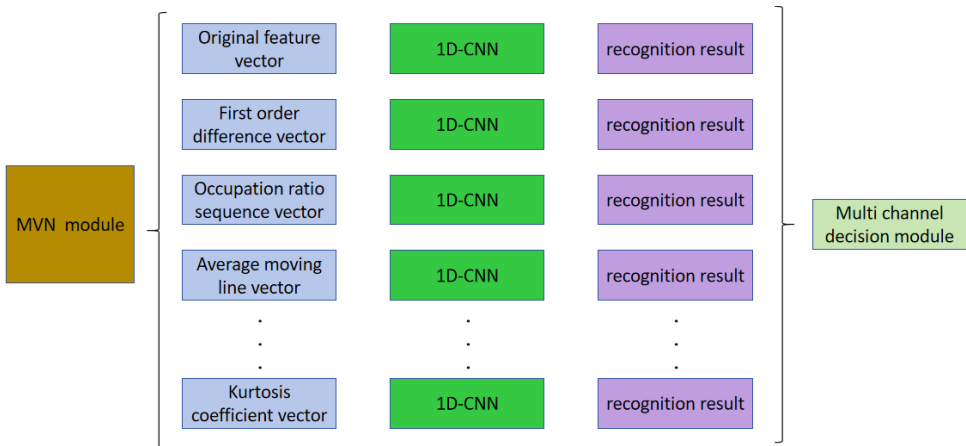 MVN module
Original feature
vector
1D-CNN
recognition result
First order
difference vector
1D-CNN
recognition result
Occupation ratio
sequence vector
1D-CNN
recognition result
Average moving
line vector
1D-CNN
recognition result
Kurtosis
coefficient vector
1D-CNN
recognition result
Multi channel
decision module